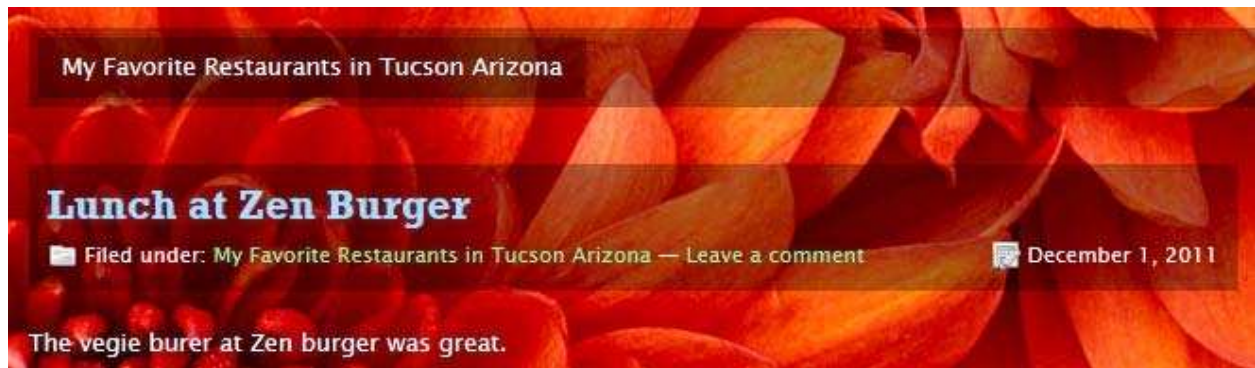 My Favorite Restaurants in Tucson Arizona
Lunch at Zen Burger
Filed under: My Favorite Restaurants in Tucson Arizona — Leave a comment December 1, 2011
The vegie burer at Zen burger was great.